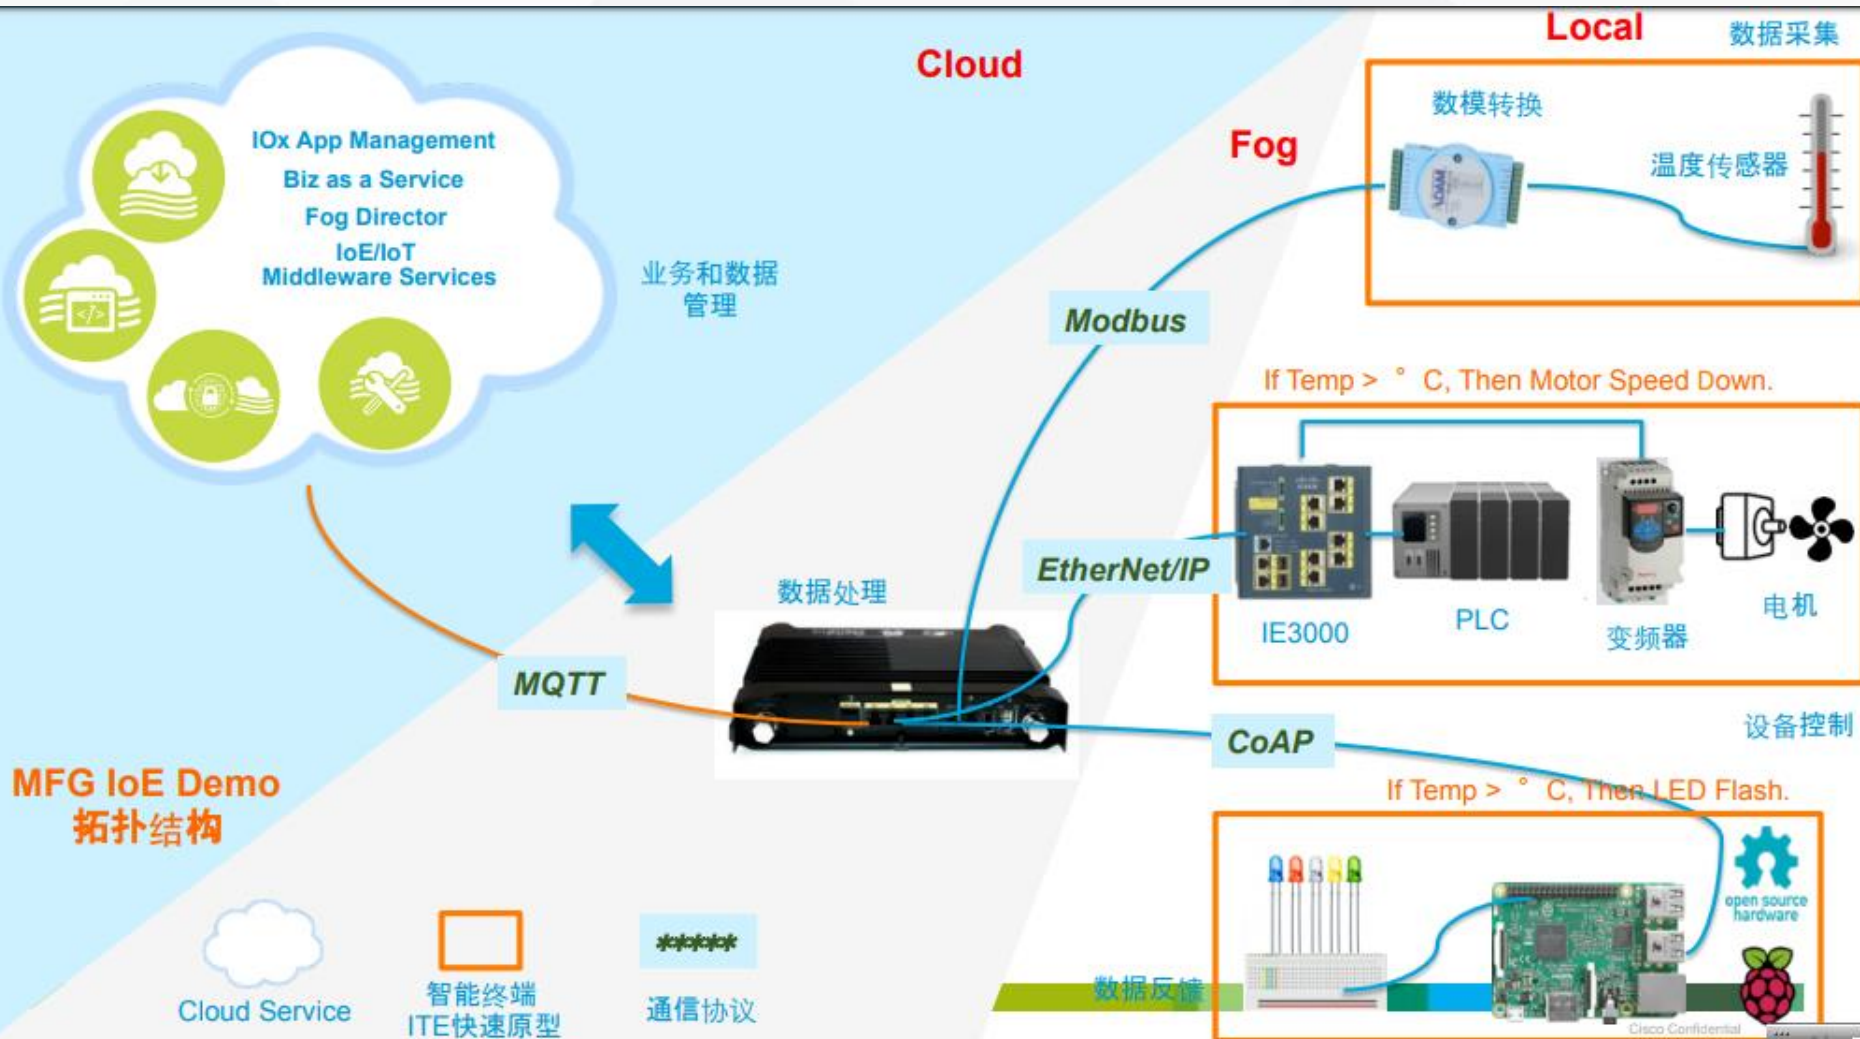 Cloud
Local
数据采集
Fog
数模转换
温度传感器
ADAM
IOx App Management
Biz as a Service
Fog Director
IoE/IoT
Middleware Services
业务和数据
管理
Modbus
If Temp > ° C, Then Motor Speed Down.
EtherNet/IP
IE3000
PLC
变频器
电机
数据处理
MQTT
CoAP
设备控制
If Temp > ° C, Then LED Flash.
MFG IoE Demo
拓扑结构
open source
hardware
数据反馈
Cloud Service
智能终端
ITE快速原型
*****
通信协议
Cisco Confidential